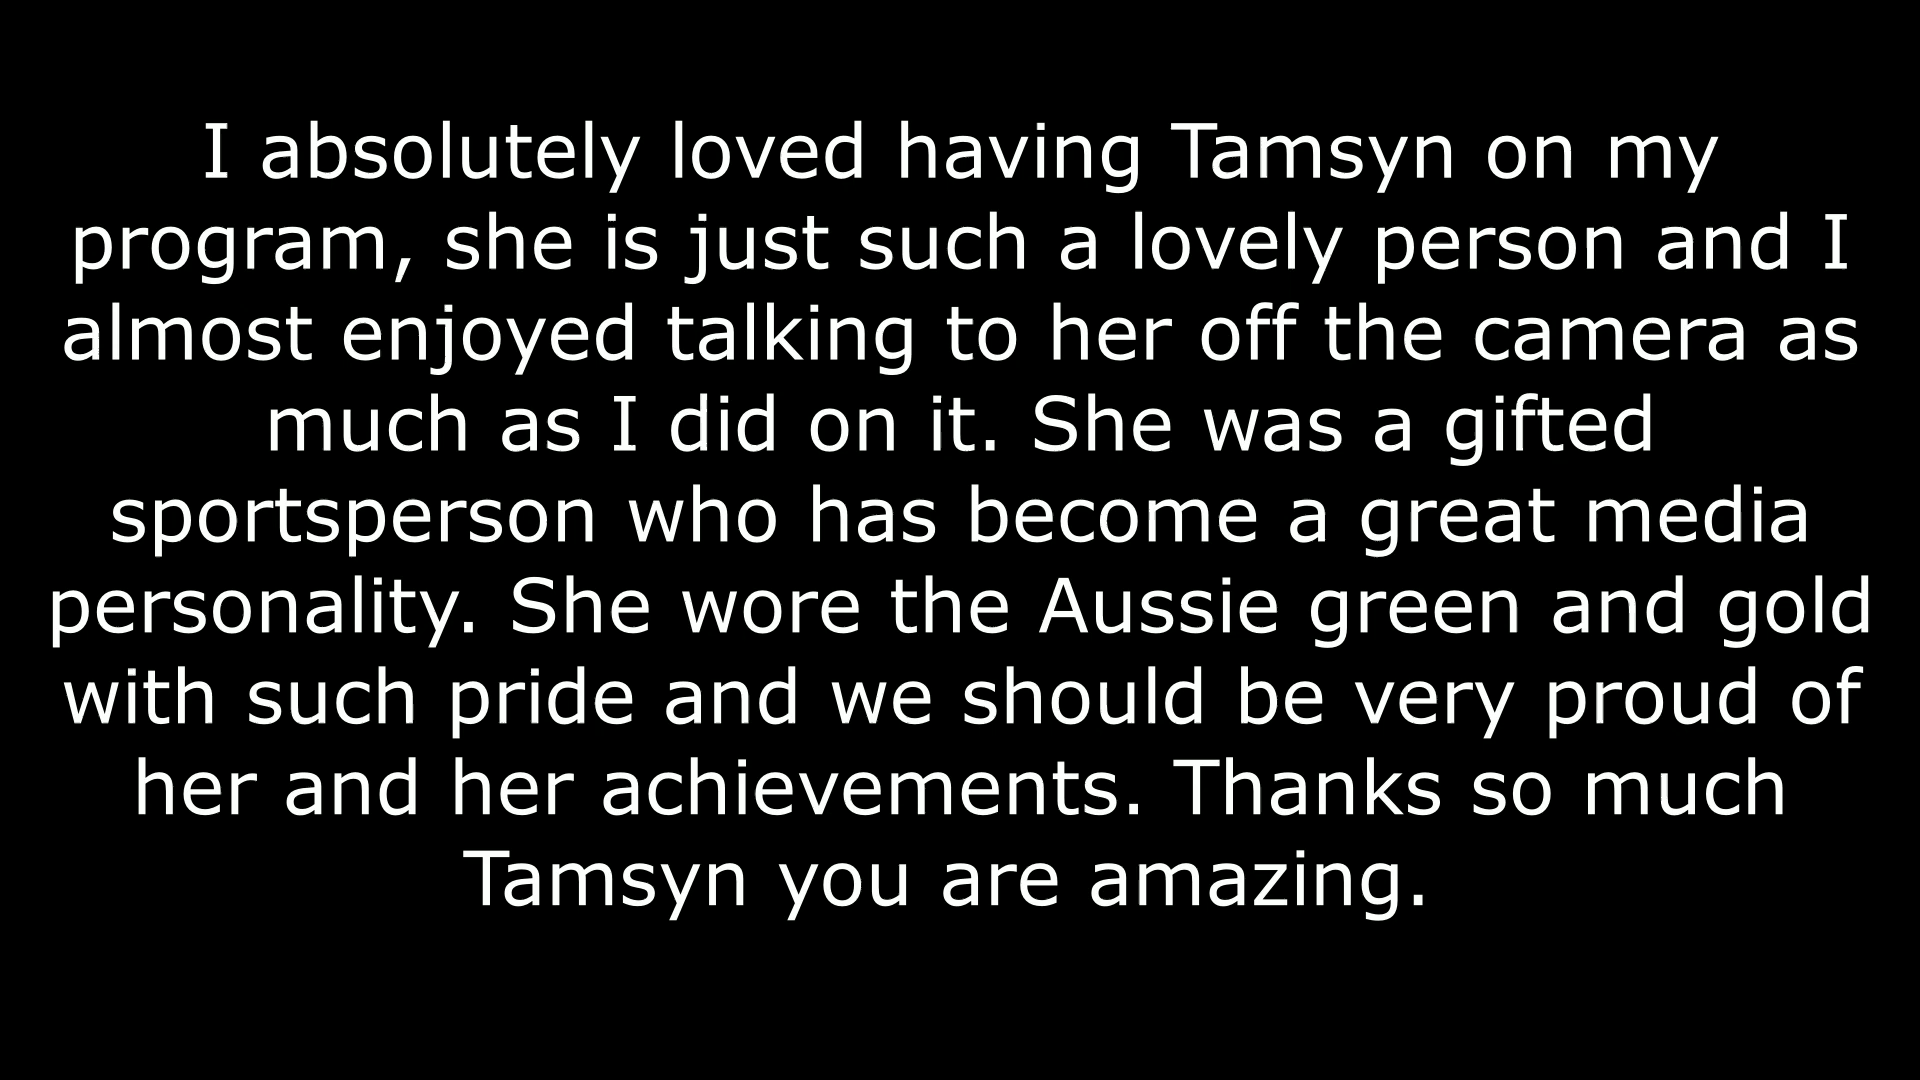 I absolutely loved having Tamsyn on my
program, she is just such a lovely person and I
almost enjoyed talking to her off the camera as
much as I did on it. She was a gifted
sportsperson who has become a great media
personality. She wore the Aussie green and gold
with such pride and we should be very proud of
her and her achievements. Thanks so much
Tamsyn you are amazing.